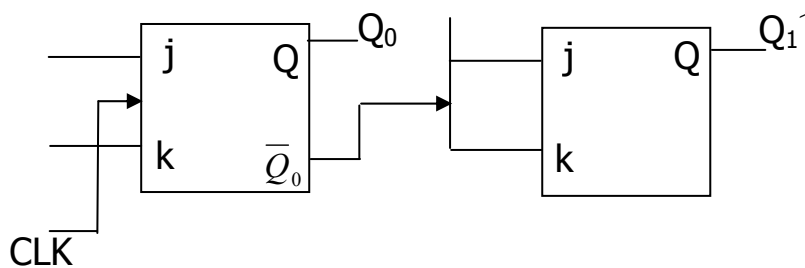 j Q Q₀
k Q̅₀
CLK
j Q Q₁
k